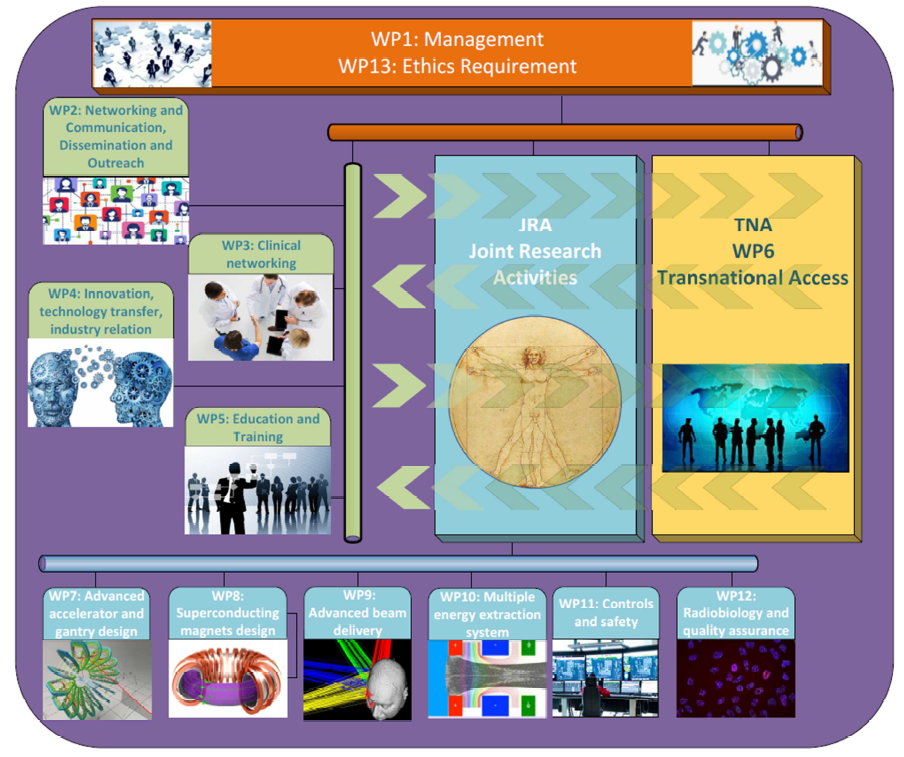 WP1: Management
WP13: Ethics Requirement
WP2: Networking and
Communication,
Dissemination and
Outreach
WP3: Clinical
networking
WP4: Innovation,
technology transfer,
industry relation
WP5: Education and
Training
JRA
Joint Research
Activities
TNA
WP6
Transnational Access
WP7: Advanced
accelerator and
gantry design
WP8:
Superconducting
magnets design
WP9:
Advanced beam
delivery
WP10: Multiple
energy extraction
system
WP11: Controls
and safety
WP12:
Radiobiology and
quality assurance